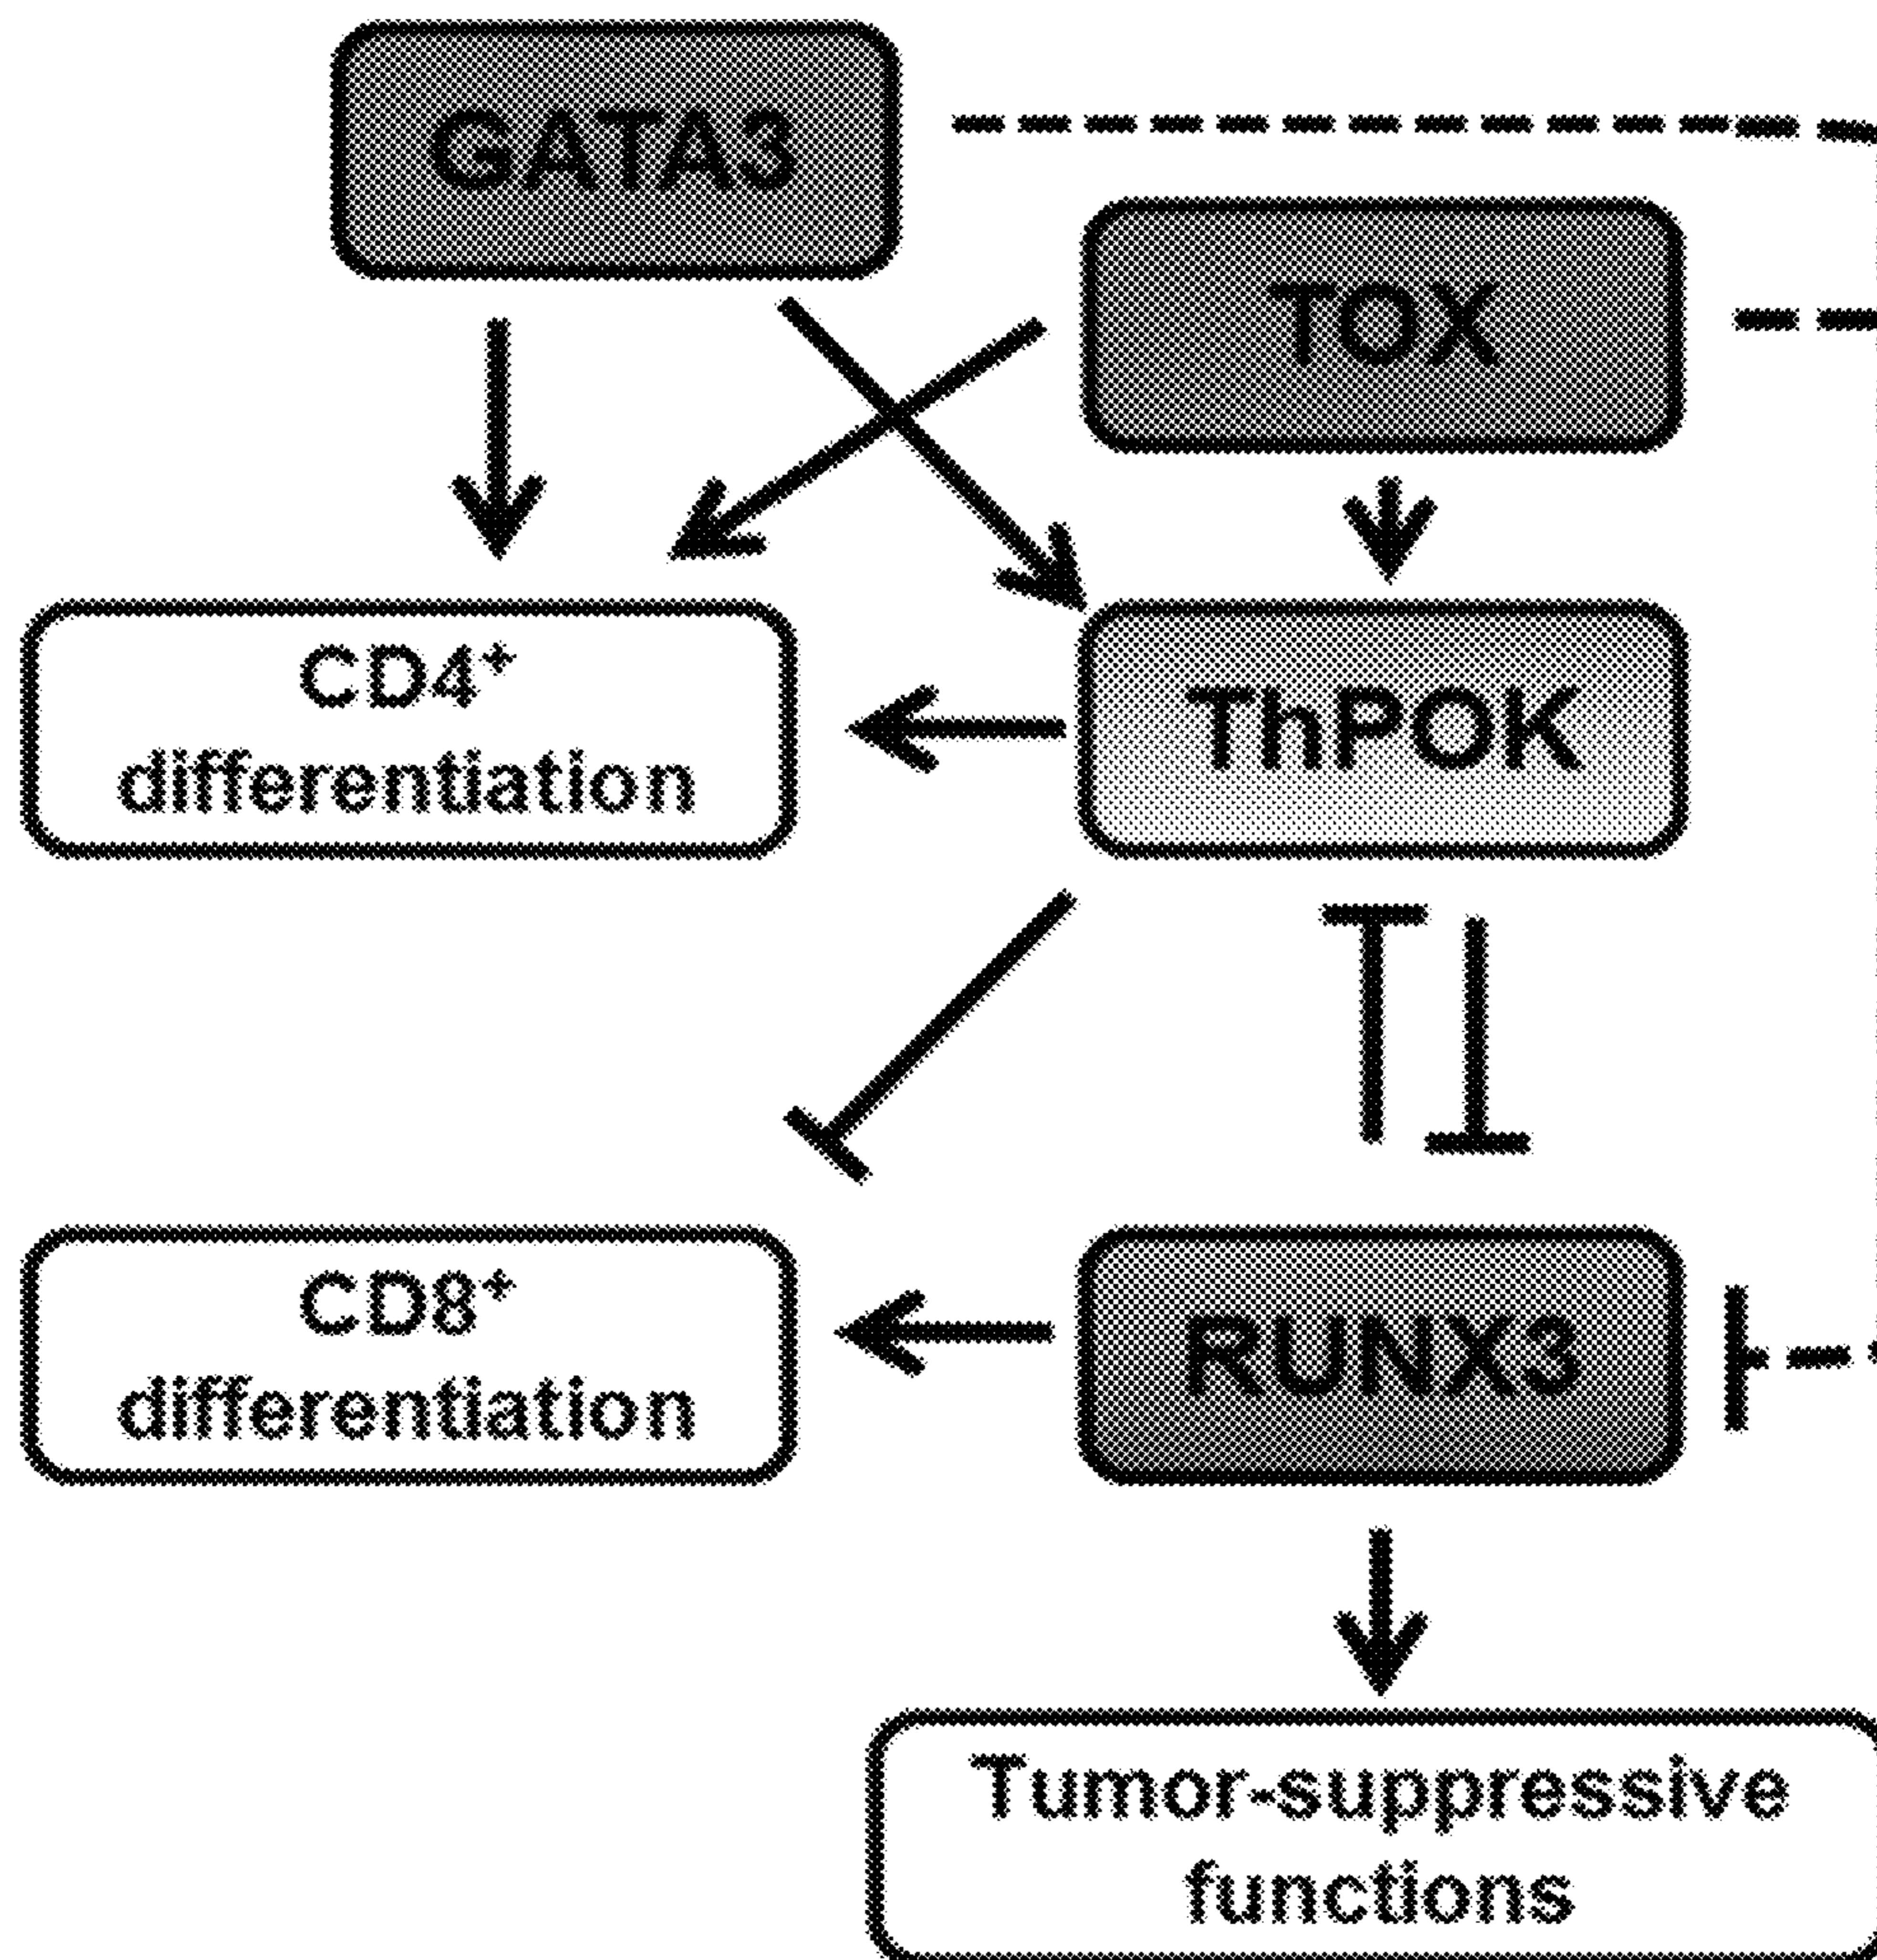 GATA3
TOX
CD4⁺
differentiation
ThPOK
CD8⁺
differentiation
RUNX3
Tumor-suppressive
functions